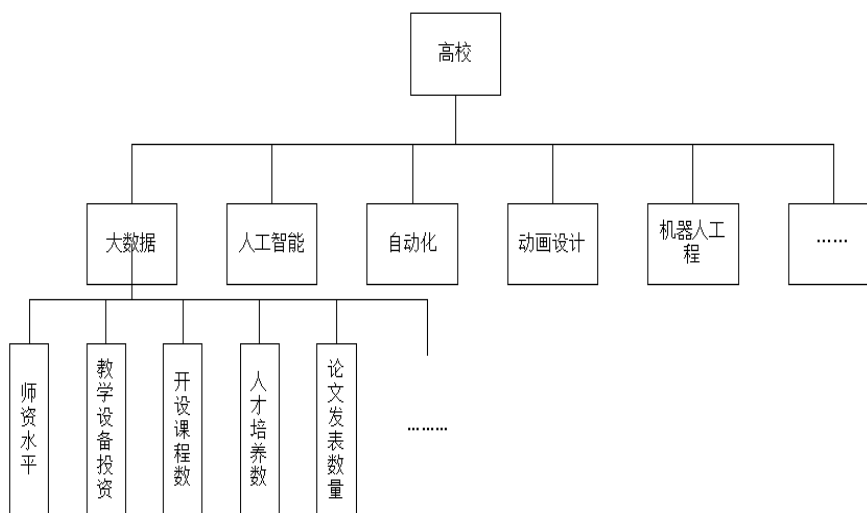 高校
大数据
人工智能
自动化
动画设计
机器人工
程
……
师资水平
教学设备投资
开设课程数
人才培养数
论文发表数量
………